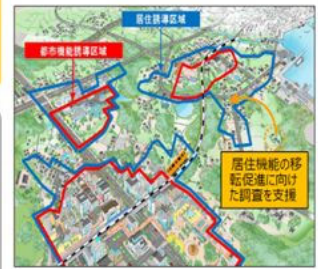 居住誘導区域
都市機能誘導区域
居住機能の移
転促進に向け
た調査を支援